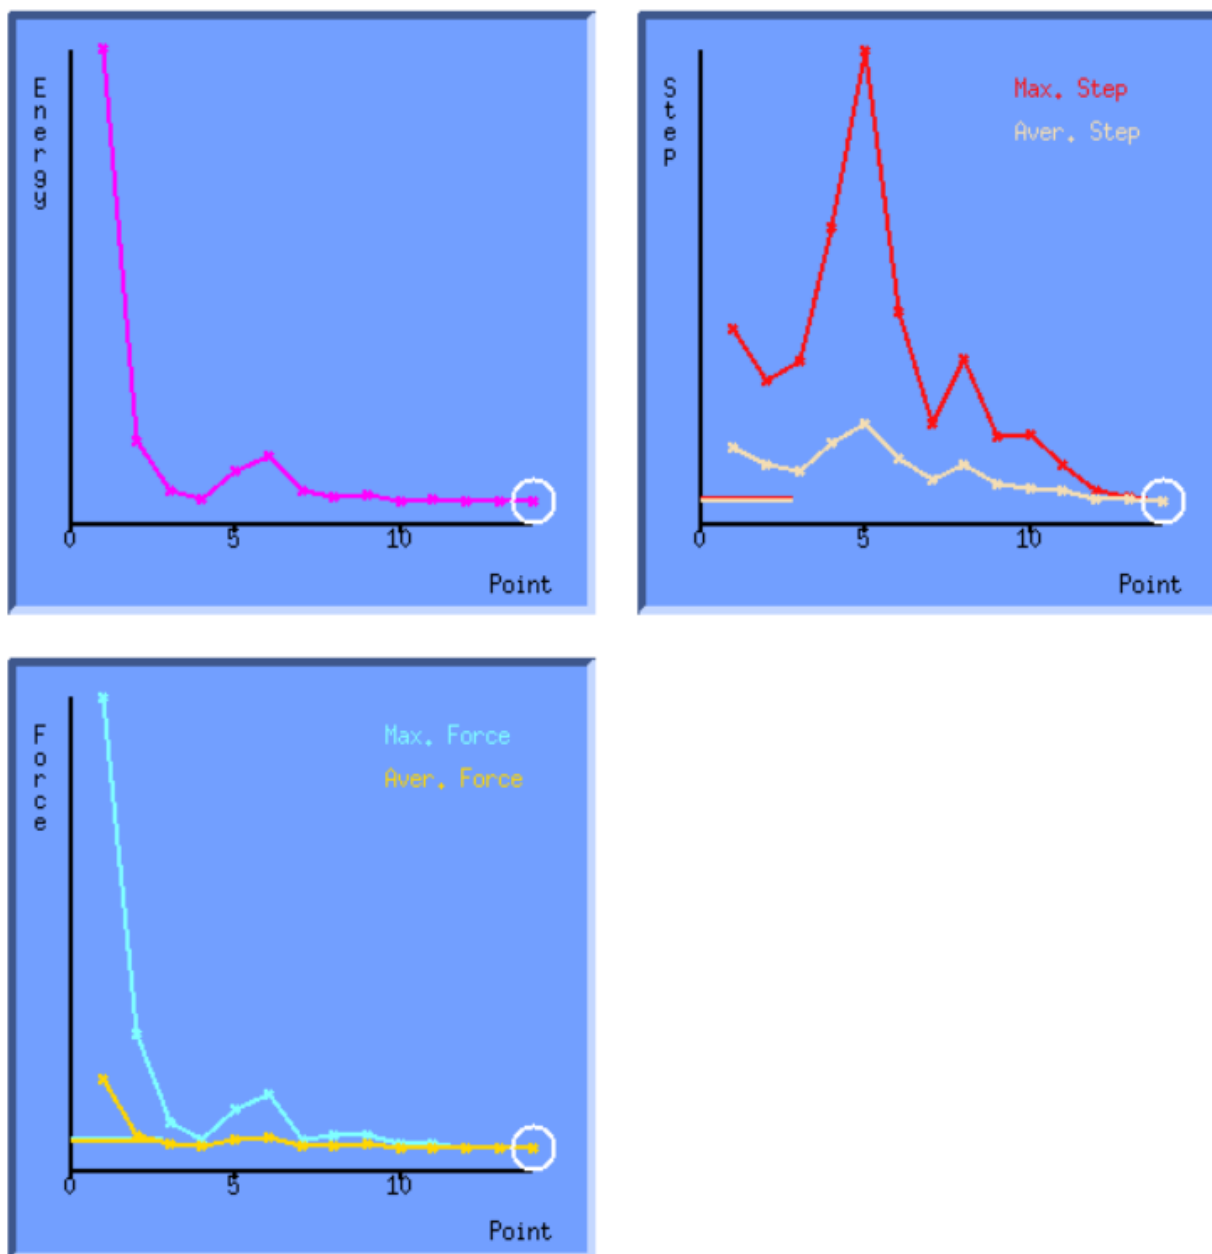 Energy
0 5 10
Point
Step
Max. Step
Aver. Step
0 5 10
Point
Force
Max. Force
Aver. Force
0 5 10
Point